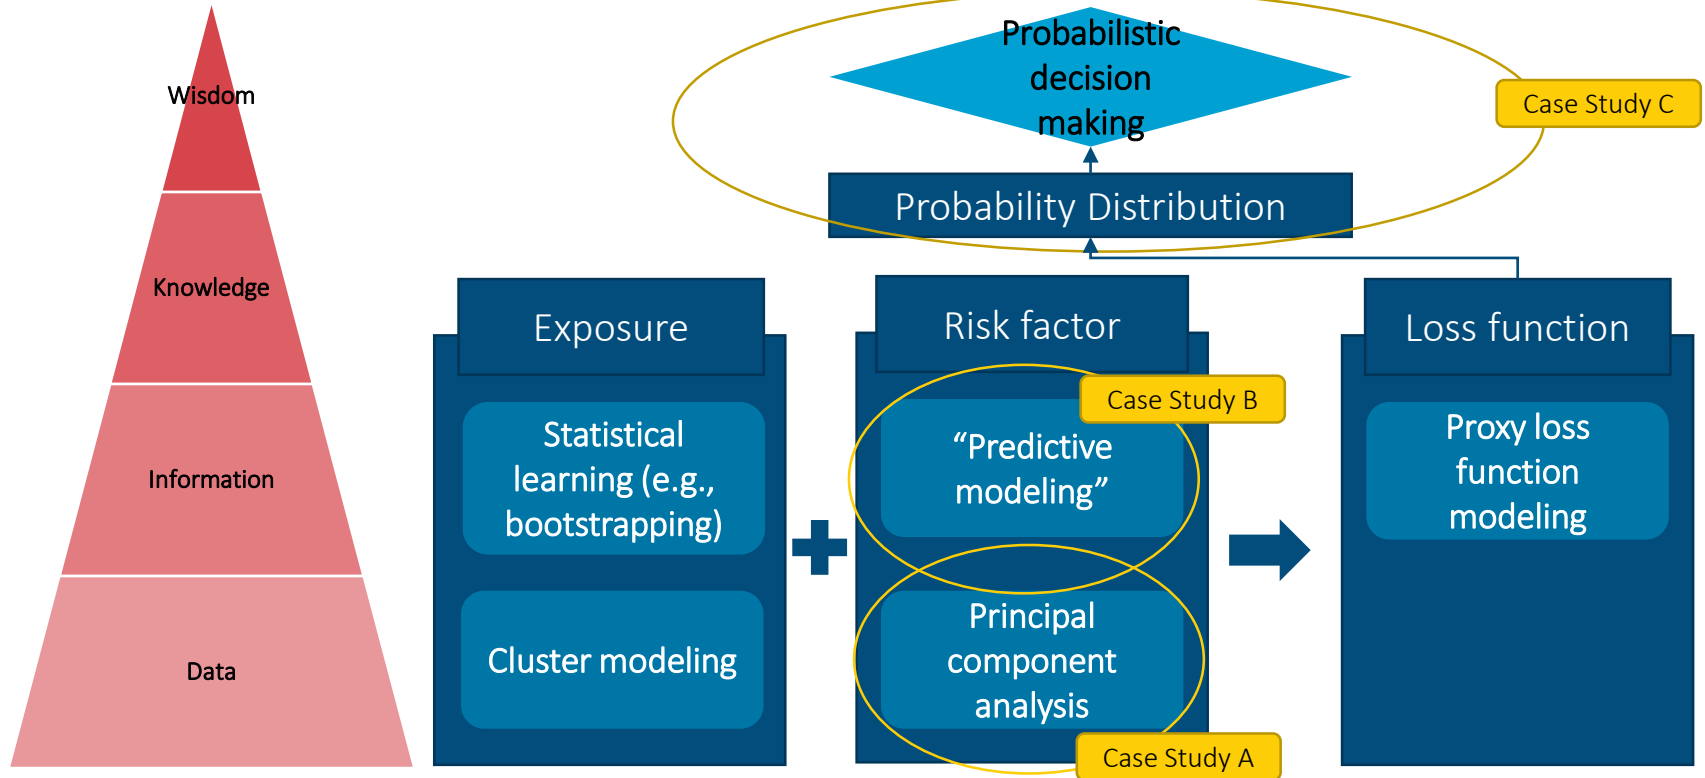 Wisdom
Knowledge
Information
Data
Probabilistic
decision
making
Case Study C
Probability Distribution
Exposure
Statistical
learning (e.g.,
bootstrapping)
Cluster modeling
Risk factor
Case Study B
“Predictive
modeling”
Principal
component
analysis
Case Study A
Loss function
Proxy loss
function
modeling